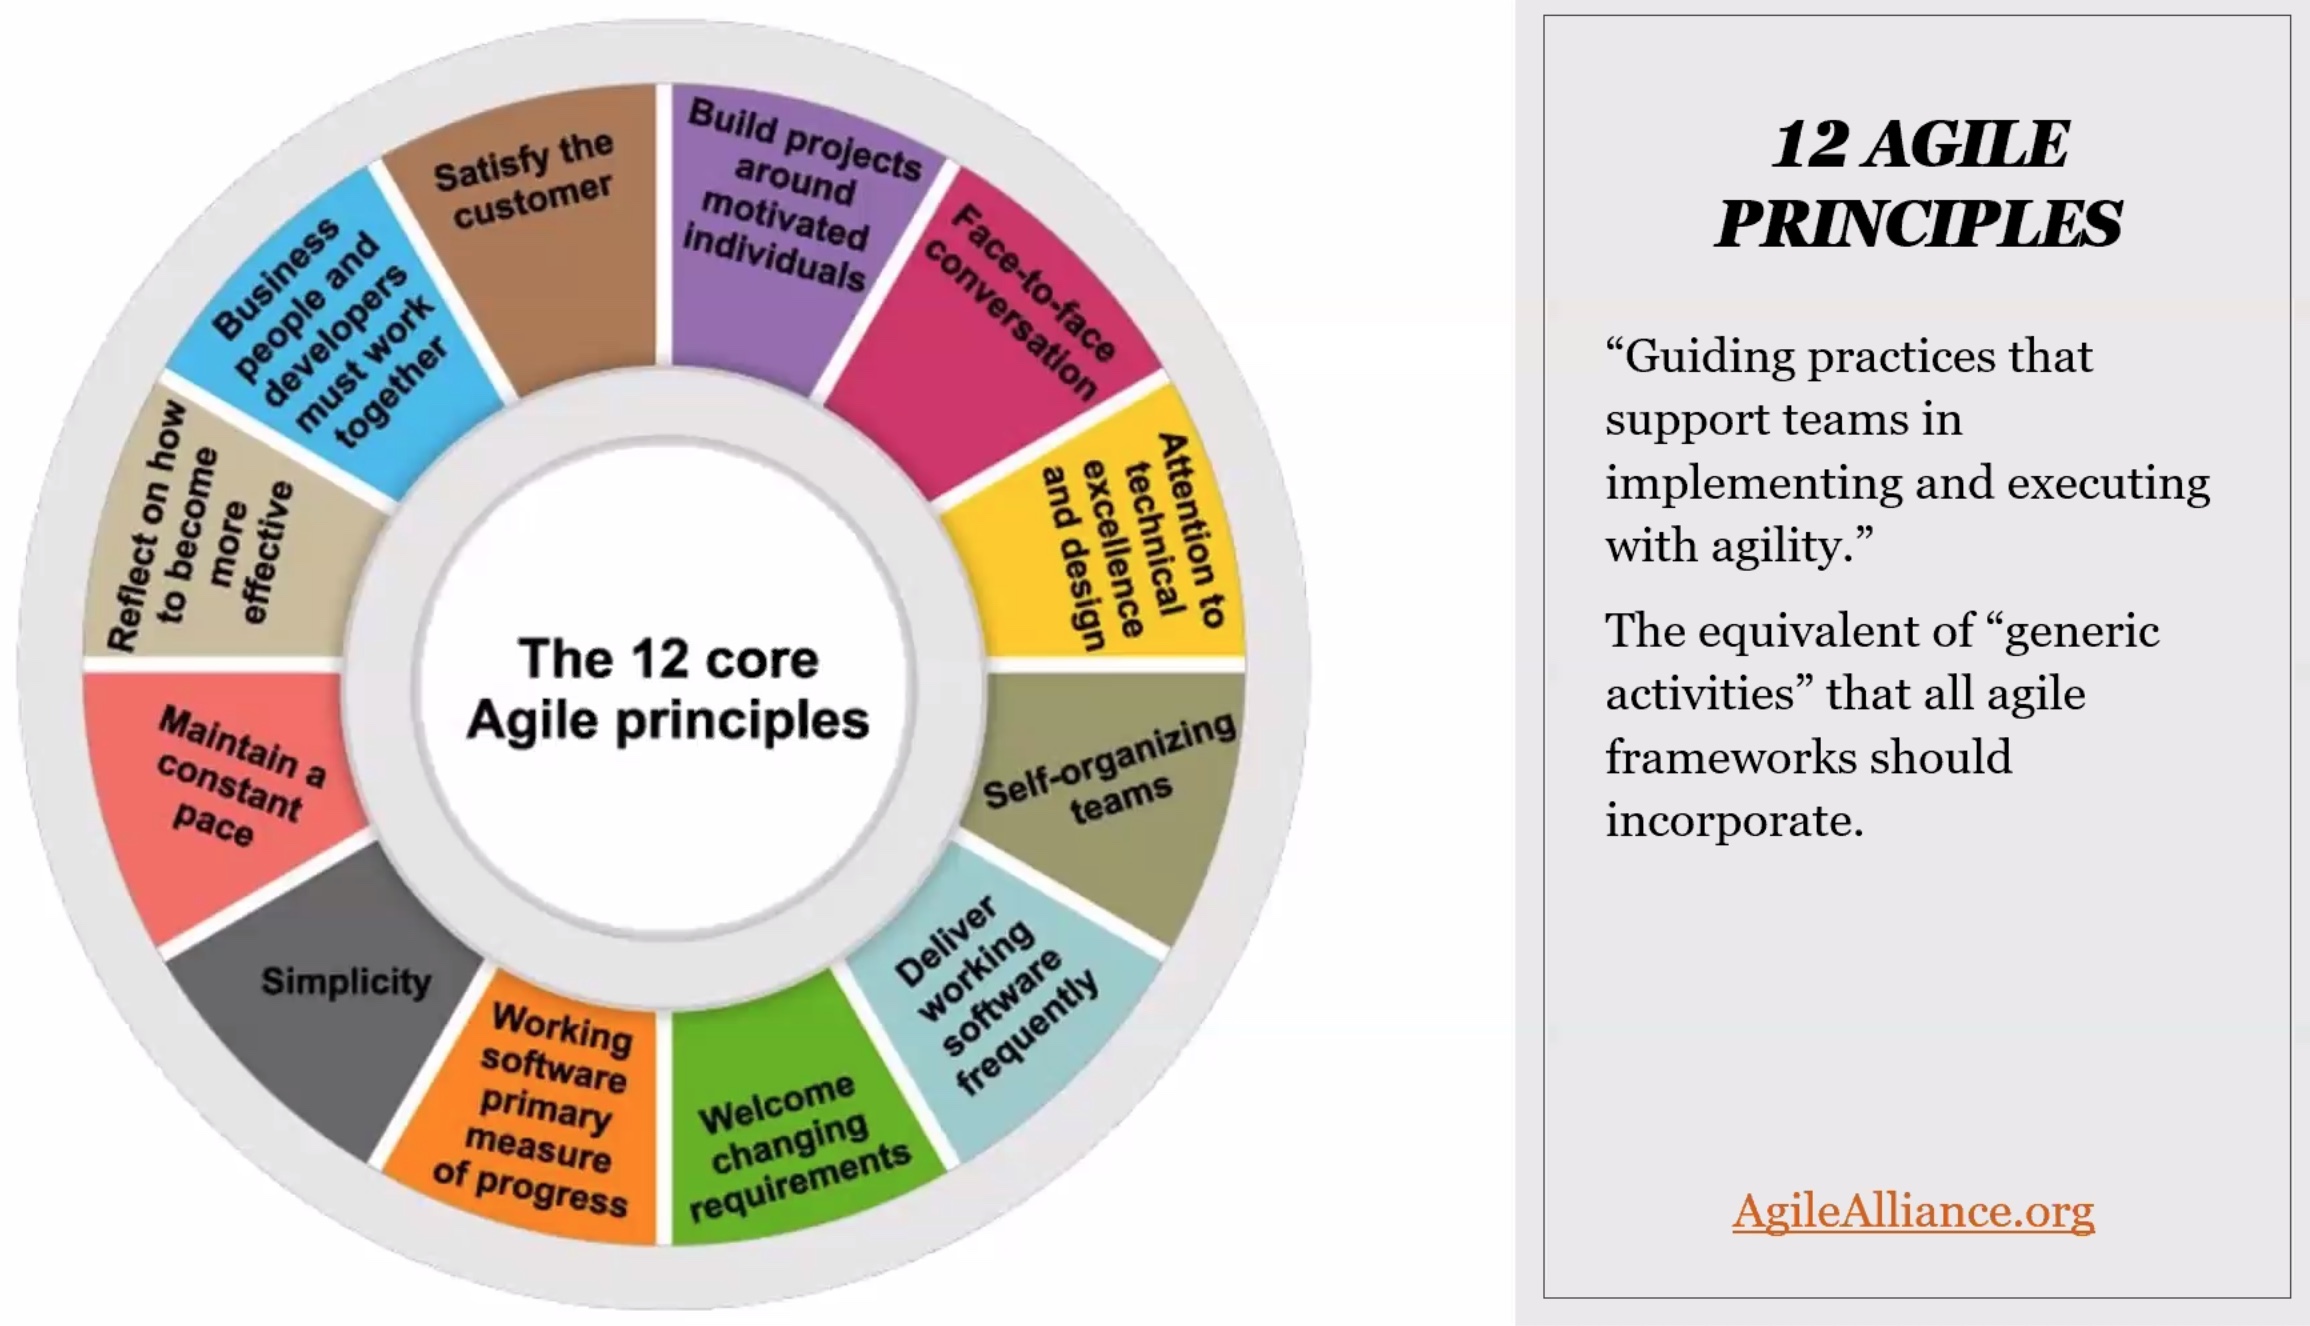 Satisfy the
customer
Build projects
around
motivated
individuals
Face-to-face
conversation
Attention to
technical
excellence
and design
Self-organizing
teams
Deliver
working
software
frequently
Welcome
changing
requirements
Working
software
primary
measure
of progress
Simplicity
Maintain a
constant
pace
Reflect on how
to become
more
effective
Business
people and
developers
must work
together
The 12 core
Agile principles
12 AGILE
PRINCIPLES
“Guiding practices that
support teams in
implementing and executing
with agility.”
The equivalent of “generic
activities” that all agile
frameworks should
incorporate.
AgileAlliance.org